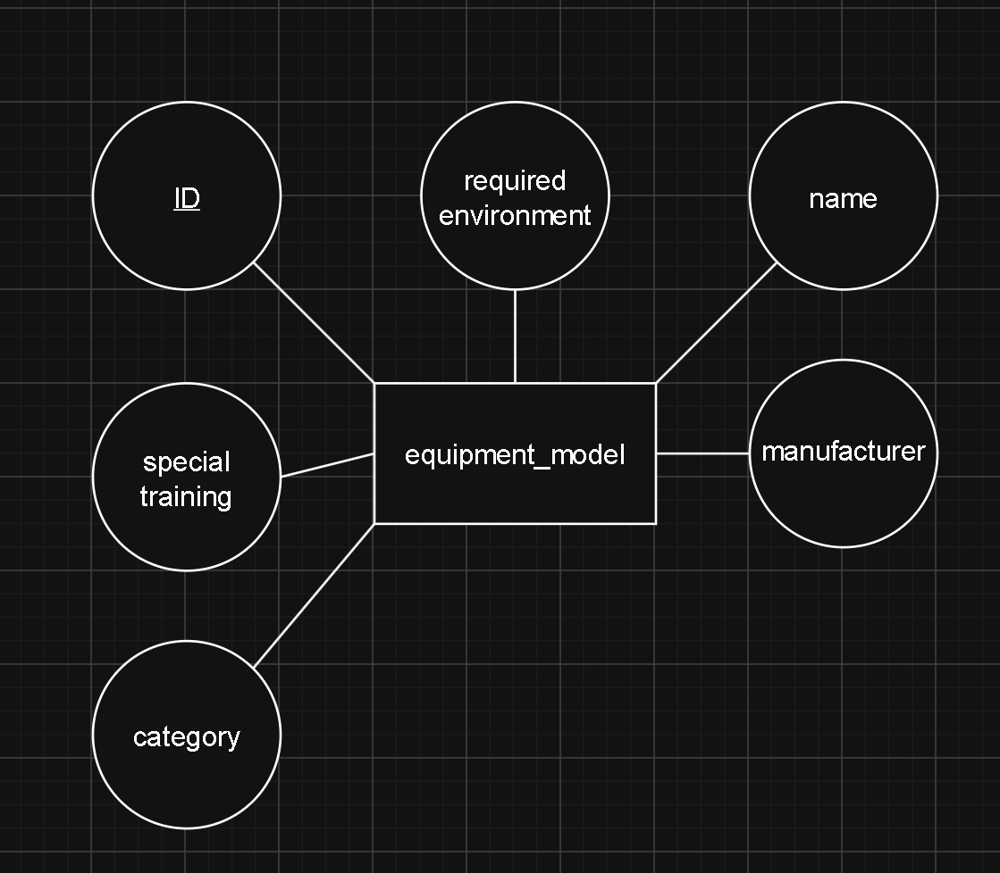 ID
required
environment
name
special
training
equipment_model
manufacturer
category